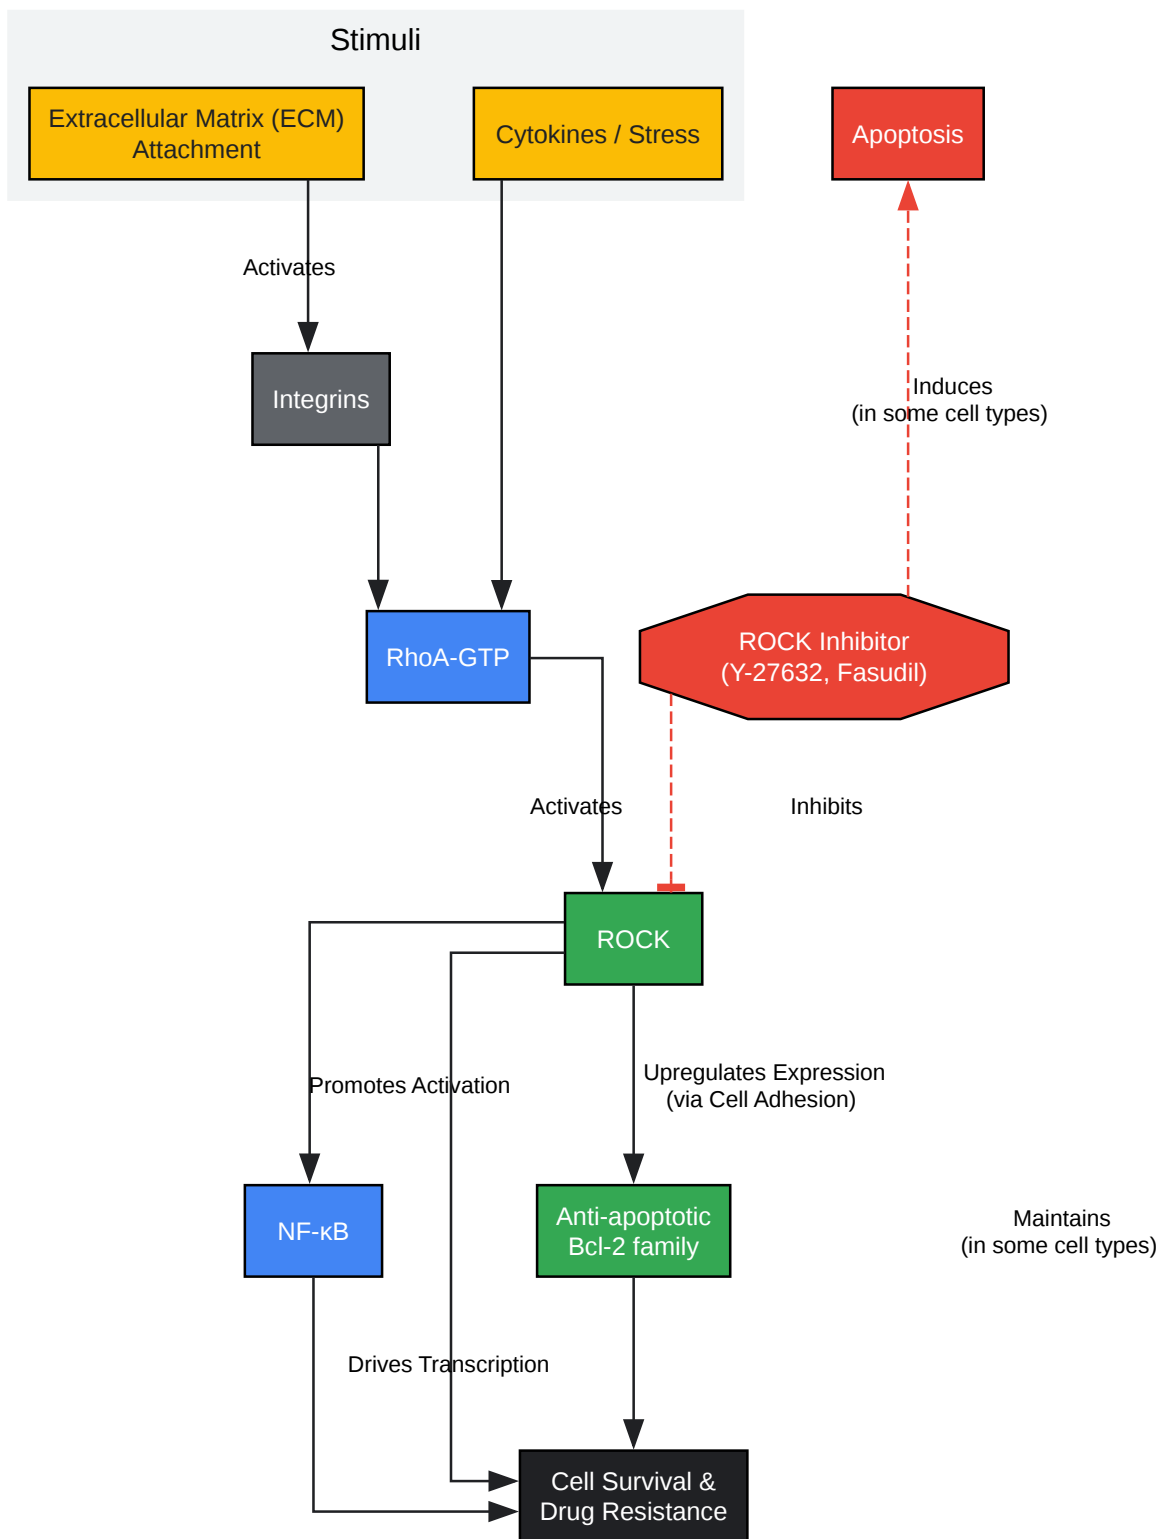 Stimuli
Extracellular Matrix (ECM)
Attachment
Cytokines / Stress
Apoptosis
Activates
Integrins
Induces
(in some cell types)
RhoA-GTP
ROCK Inhibitor
(Y-27632, Fasudil)
Activates
Inhibits
ROCK
Promotes Activation
Upregulates Expression
(via Cell Adhesion)
NF-κB
Anti-apoptotic
Bcl-2 family
Maintains
(in some cell types)
Drives Transcription
Cell Survival &
Drug Resistance